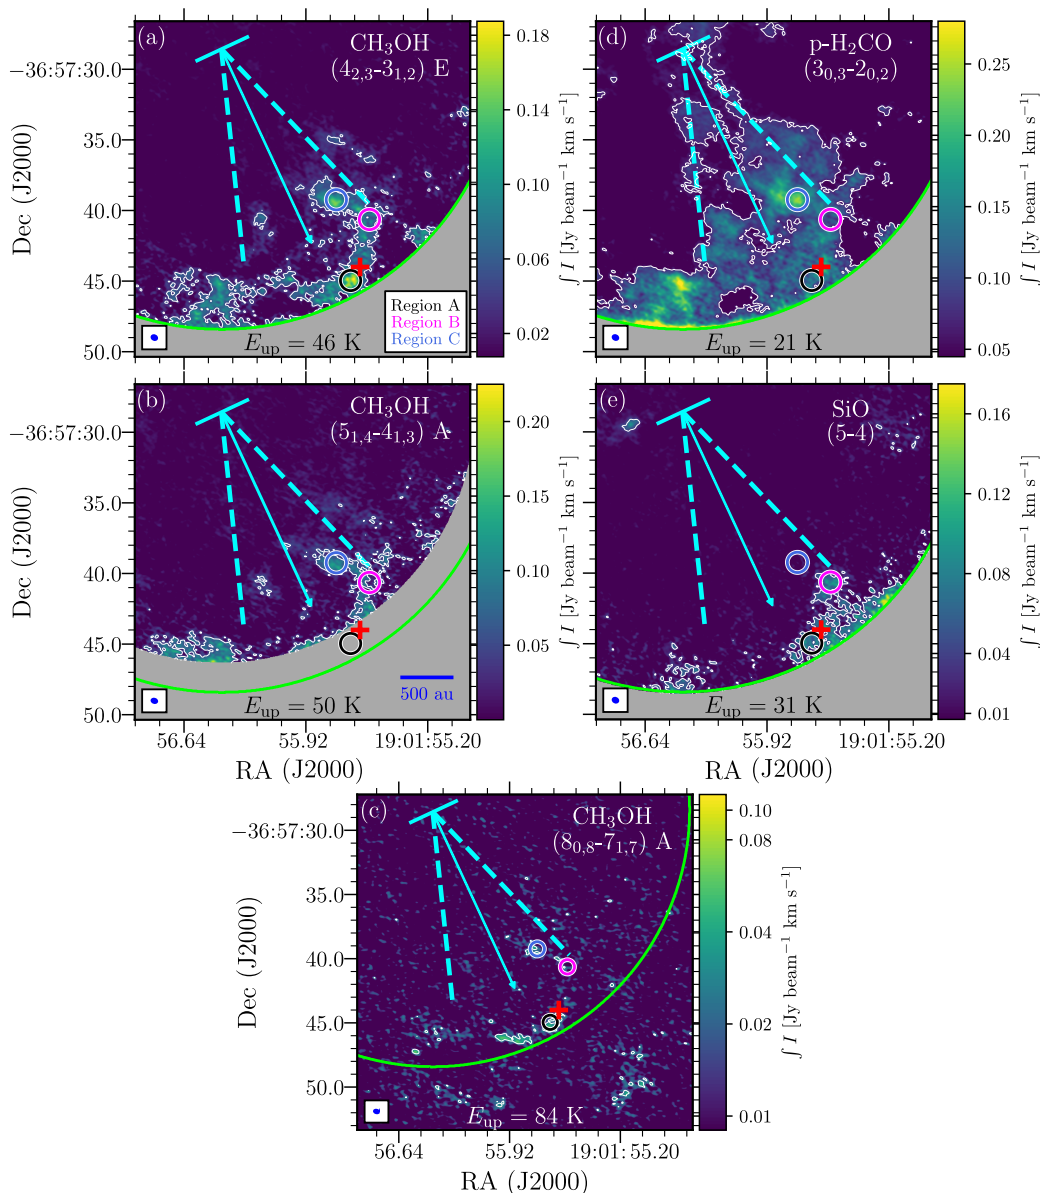 (a)
CH₃OH
(4₂,₃-3₁,₂) E
Dec (J2000)
−36:57:30.0
35.0
40.0
45.0
50.0
Region A
Region B
Region C
E_up = 46 K
0.18
0.14
0.10
0.06
0.02
∫ I [Jy beam⁻¹ km s⁻¹]
(d)
p-H₂CO
(3₀,₃-2₀,₂)
E_up = 21 K
0.25
0.20
0.15
0.10
0.05
∫ I [Jy beam⁻¹ km s⁻¹]
(b)
CH₃OH
(5₁,₄-4₁,₃) A
Dec (J2000)
−36:57:30.0
35.0
40.0
45.0
50.0
500 au
E_up = 50 K
56.64
55.92
19:01:55.20
RA (J2000)
0.20
0.15
0.10
0.05
∫ I [Jy beam⁻¹ km s⁻¹]
(e)
SiO
(5-4)
E_up = 31 K
56.64
55.92
19:01:55.20
RA (J2000)
0.16
0.12
0.08
0.04
0.01
∫ I [Jy beam⁻¹ km s⁻¹]
(c)
CH₃OH
(8₀,₈-7₁,₇) A
Dec (J2000)
−36:57:30.0
35.0
40.0
45.0
50.0
E_up = 84 K
56.64
55.92
19:01:55.20
RA (J2000)
0.10
0.08
0.04
0.02
0.01
∫ I [Jy beam⁻¹ km s⁻¹]